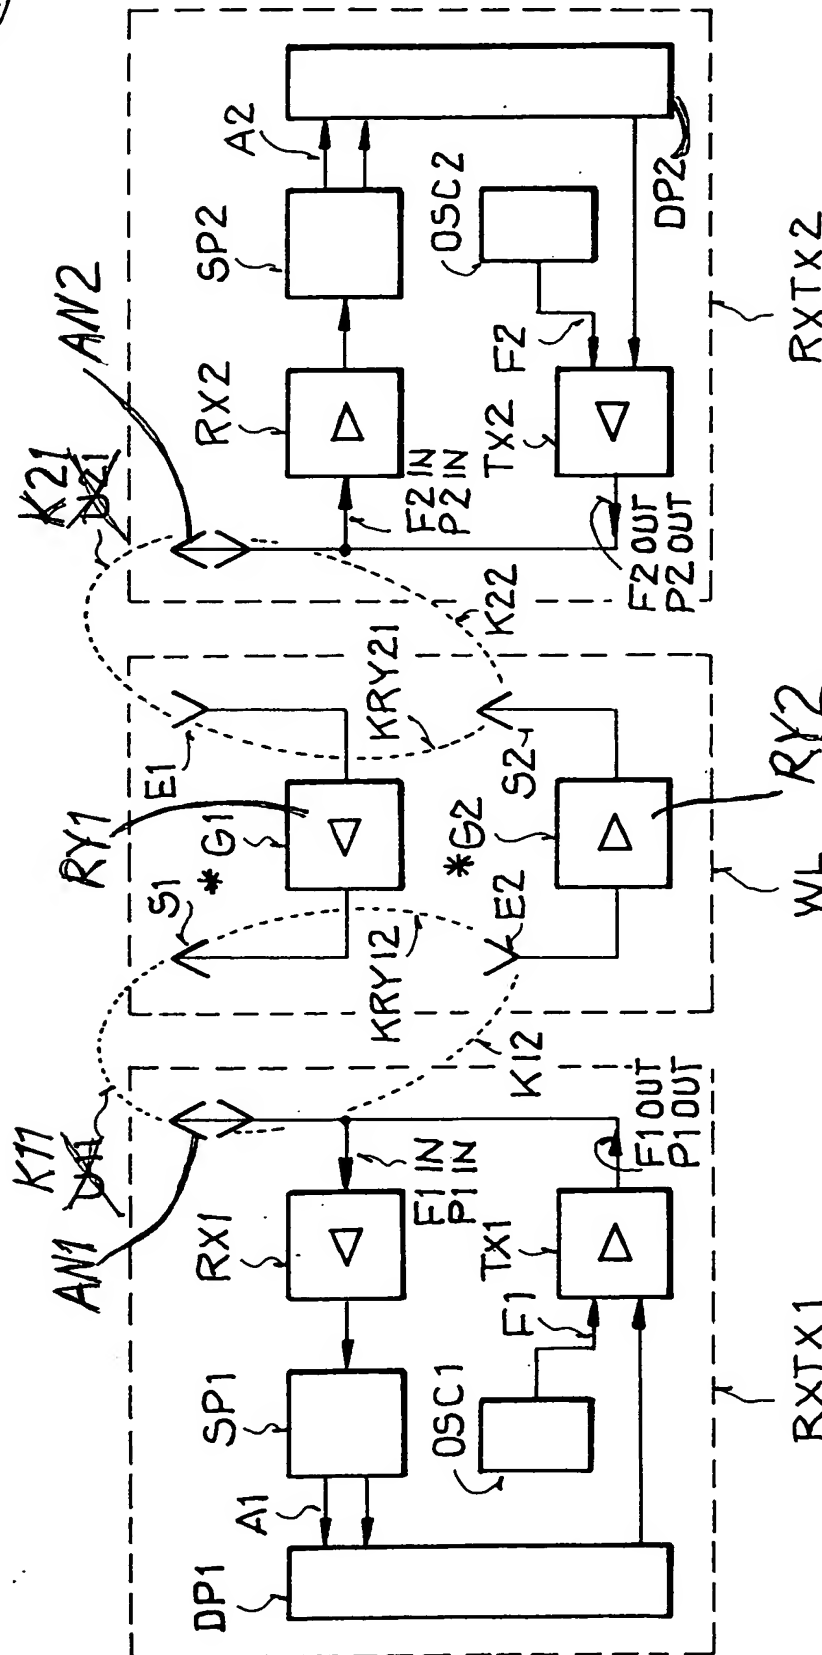 K11
U11
AN1
DP1
A1
SP1
RX1
F1 IN
P1 IN
OSC1
F1
TX1
F1 OUT
P1 OUT
RXTX1
K12
KRY12
S1
RY1
*G1
E1
E2
*G2
S2
RY2
WL
KRY21
K22
K21
U21
AN2
RX2
F2 IN
P2 IN
SP2
A2
OSC2
F2
TX2
F2 OUT
P2 OUT
DP2
RXTX2